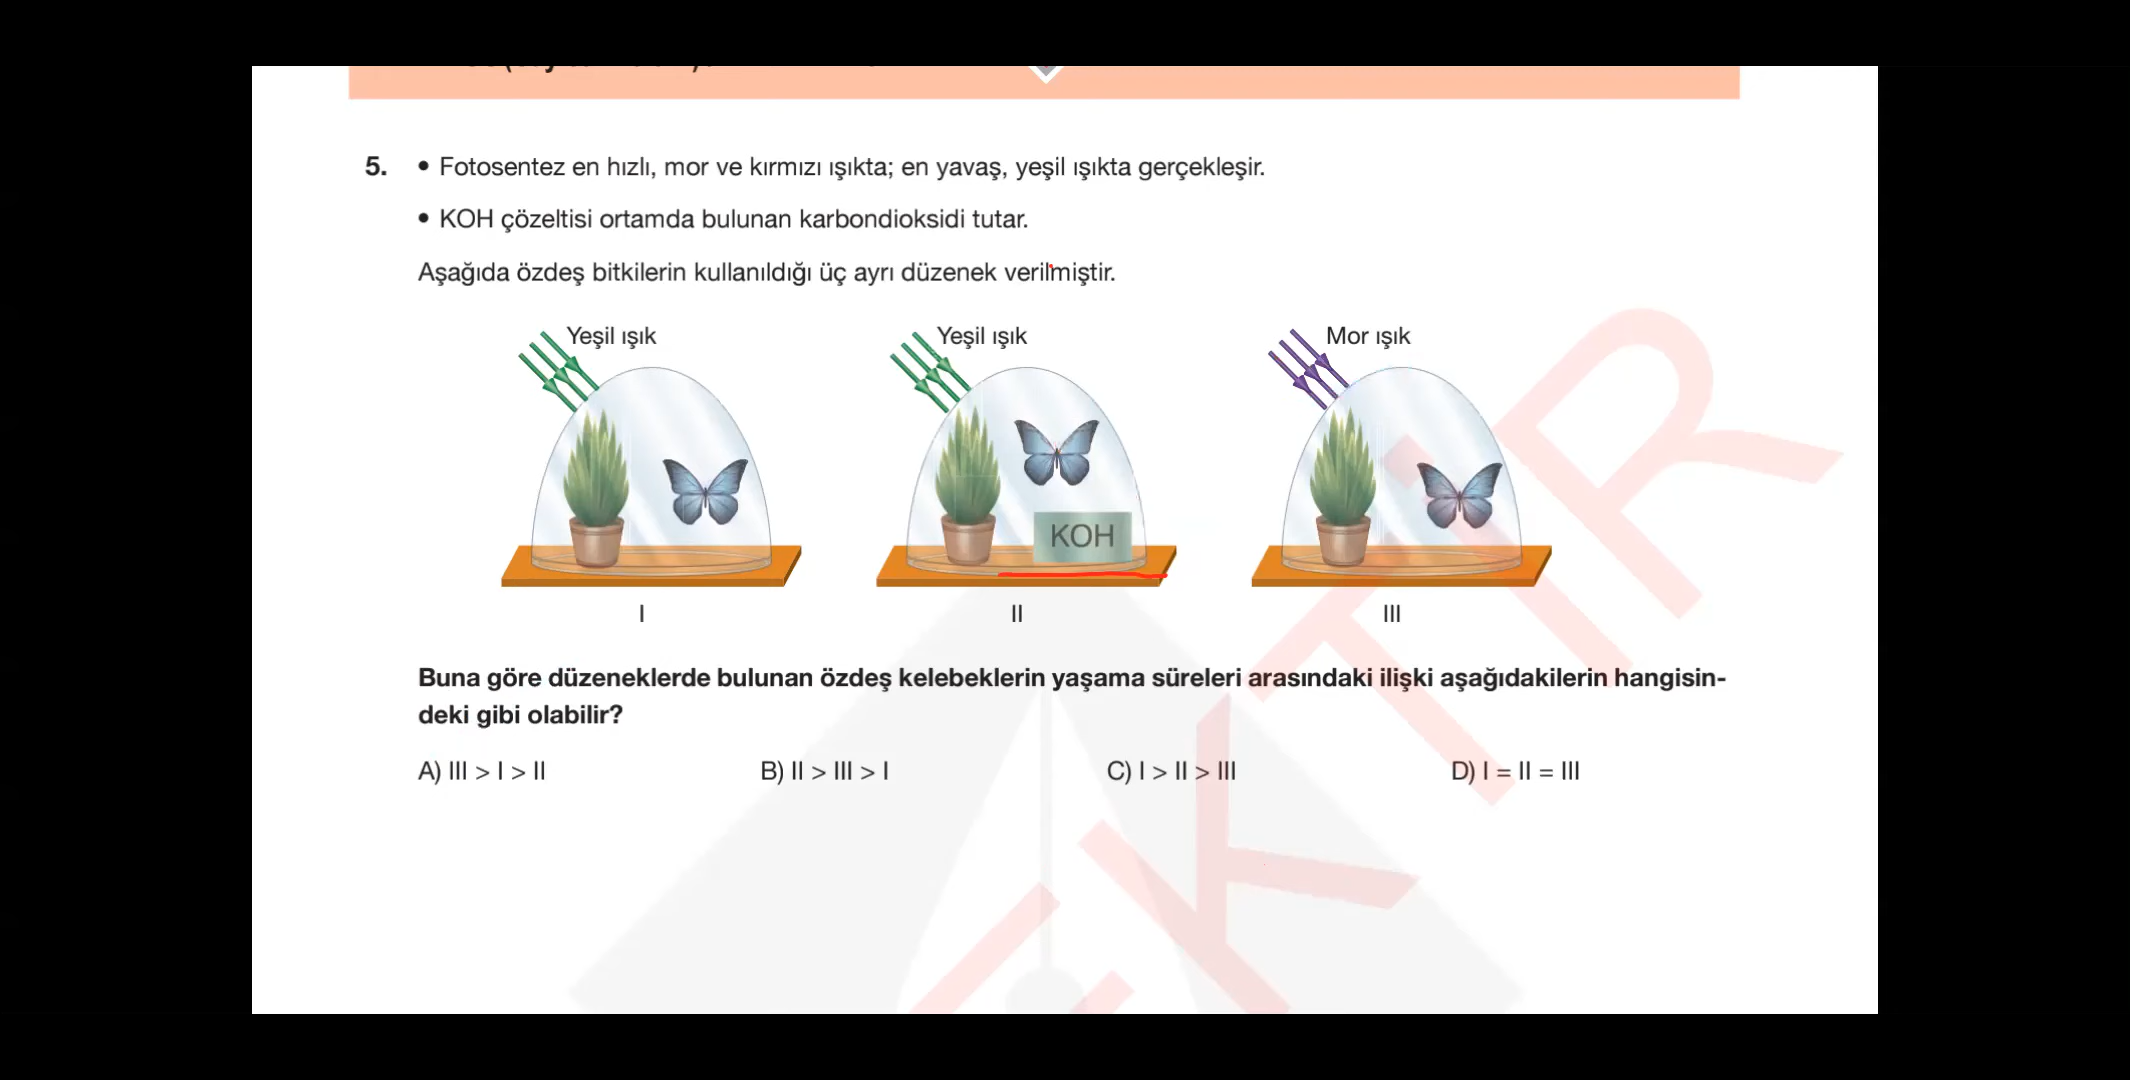 5. • Fotosentez en hızlı, mor ve kırmızı ışıkta; en yavaş, yeşil ışıkta gerçekleşir.
• KOH çözeltisi ortamda bulunan karbondioksidi tutar.
Aşağıda özdeş bitkilerin kullanıldığı üç ayrı düzenek verilmiştir.
Yeşil ışık Yeşil ışık Mor ışık
KOH
I II III
Buna göre düzeneklerde bulunan özdeş kelebeklerin yaşama süreleri arasındaki ilişki aşağıdakilerin hangisin-
deki gibi olabilir?
A) III > I > II B) II > III > I C) I > II > III D) I = II = III